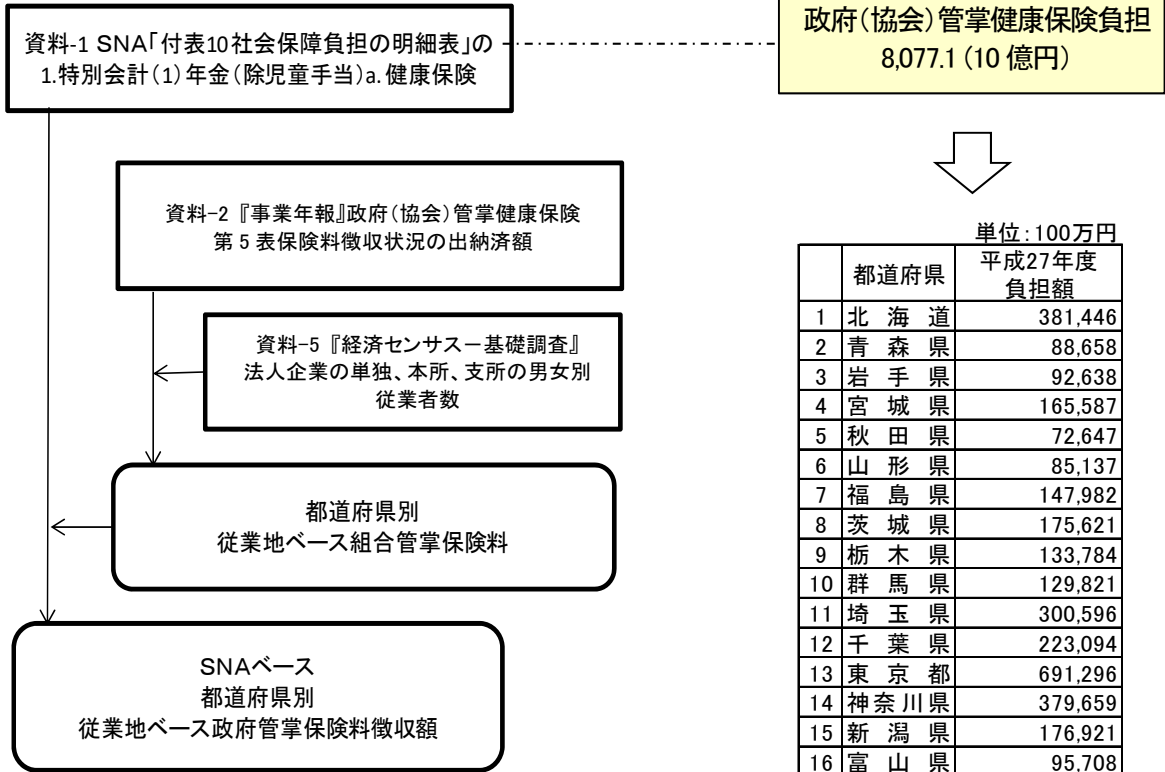 資料-1 SNA「付表10社会保障負担の明細表」の
1.特別会計(1)年金(除児童手当)a.健康保険
政府(協会)管掌健康保険負担
8,077.1(10億円)
資料-2『事業年報』政府(協会)管掌健康保険
第5表保険料徴収状況の出納済額
資料-5『経済センサス－基礎調査』
法人企業の単独、本所、支所の男女別
従業者数
都道府県別
従業地ベース組合管掌保険料
SNAベース
都道府県別
従業地ベース政府管掌保険料徴収額
単位:100万円
都道府県 平成27年度
負担額
1 北海道 381,446
2 青森県 88,658
3 岩手県 92,638
4 宮城県 165,587
5 秋田県 72,647
6 山形県 85,137
7 福島県 147,982
8 茨城県 175,621
9 栃木県 133,784
10 群馬県 129,821
11 埼玉県 300,596
12 千葉県 223,094
13 東京都 691,296
14 神奈川県 379,659
15 新潟県 176,921
16 富山県 95,708